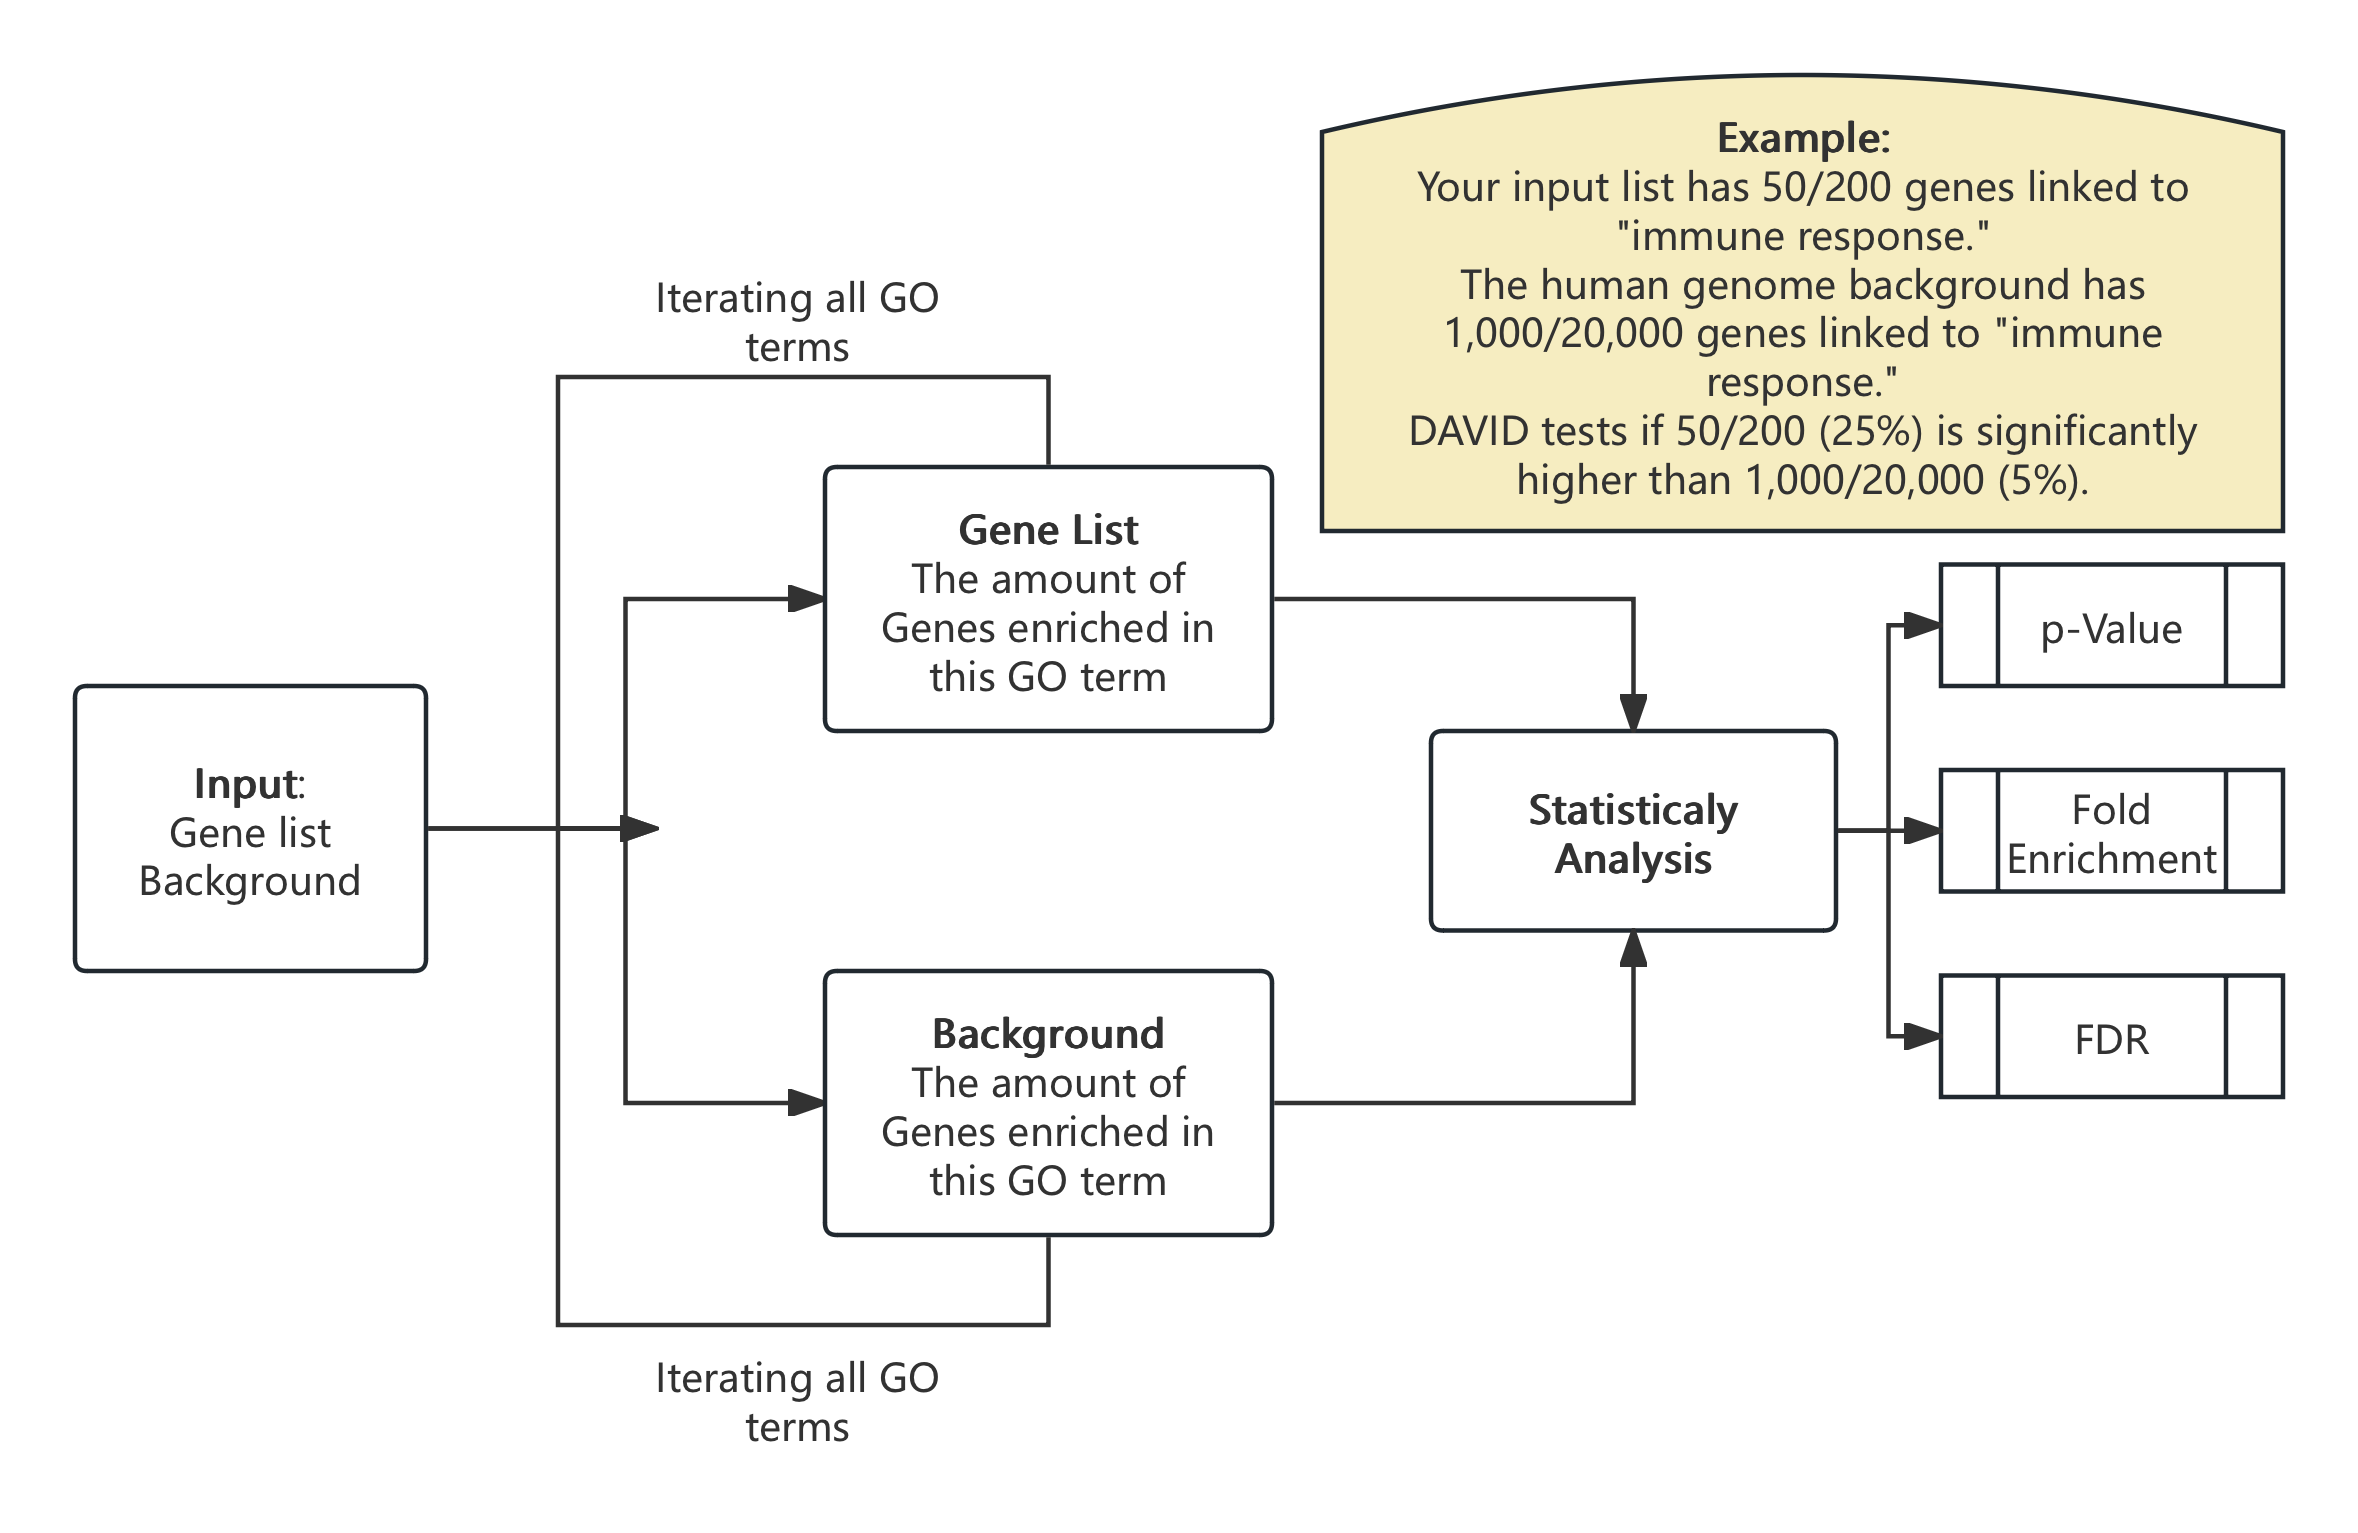 Example:
Your input list has 50/200 genes linked to
"immune response."
The human genome background has
1,000/20,000 genes linked to "immune
response."
DAVID tests if 50/200 (25%) is significantly
higher than 1,000/20,000 (5%).
Iterating all GO
terms
Gene List
The amount of
Genes enriched in
this GO term
Input:
Gene list
Background
Background
The amount of
Genes enriched in
this GO term
Iterating all GO
terms
Statisticaly
Analysis
p-Value
Fold
Enrichment
FDR